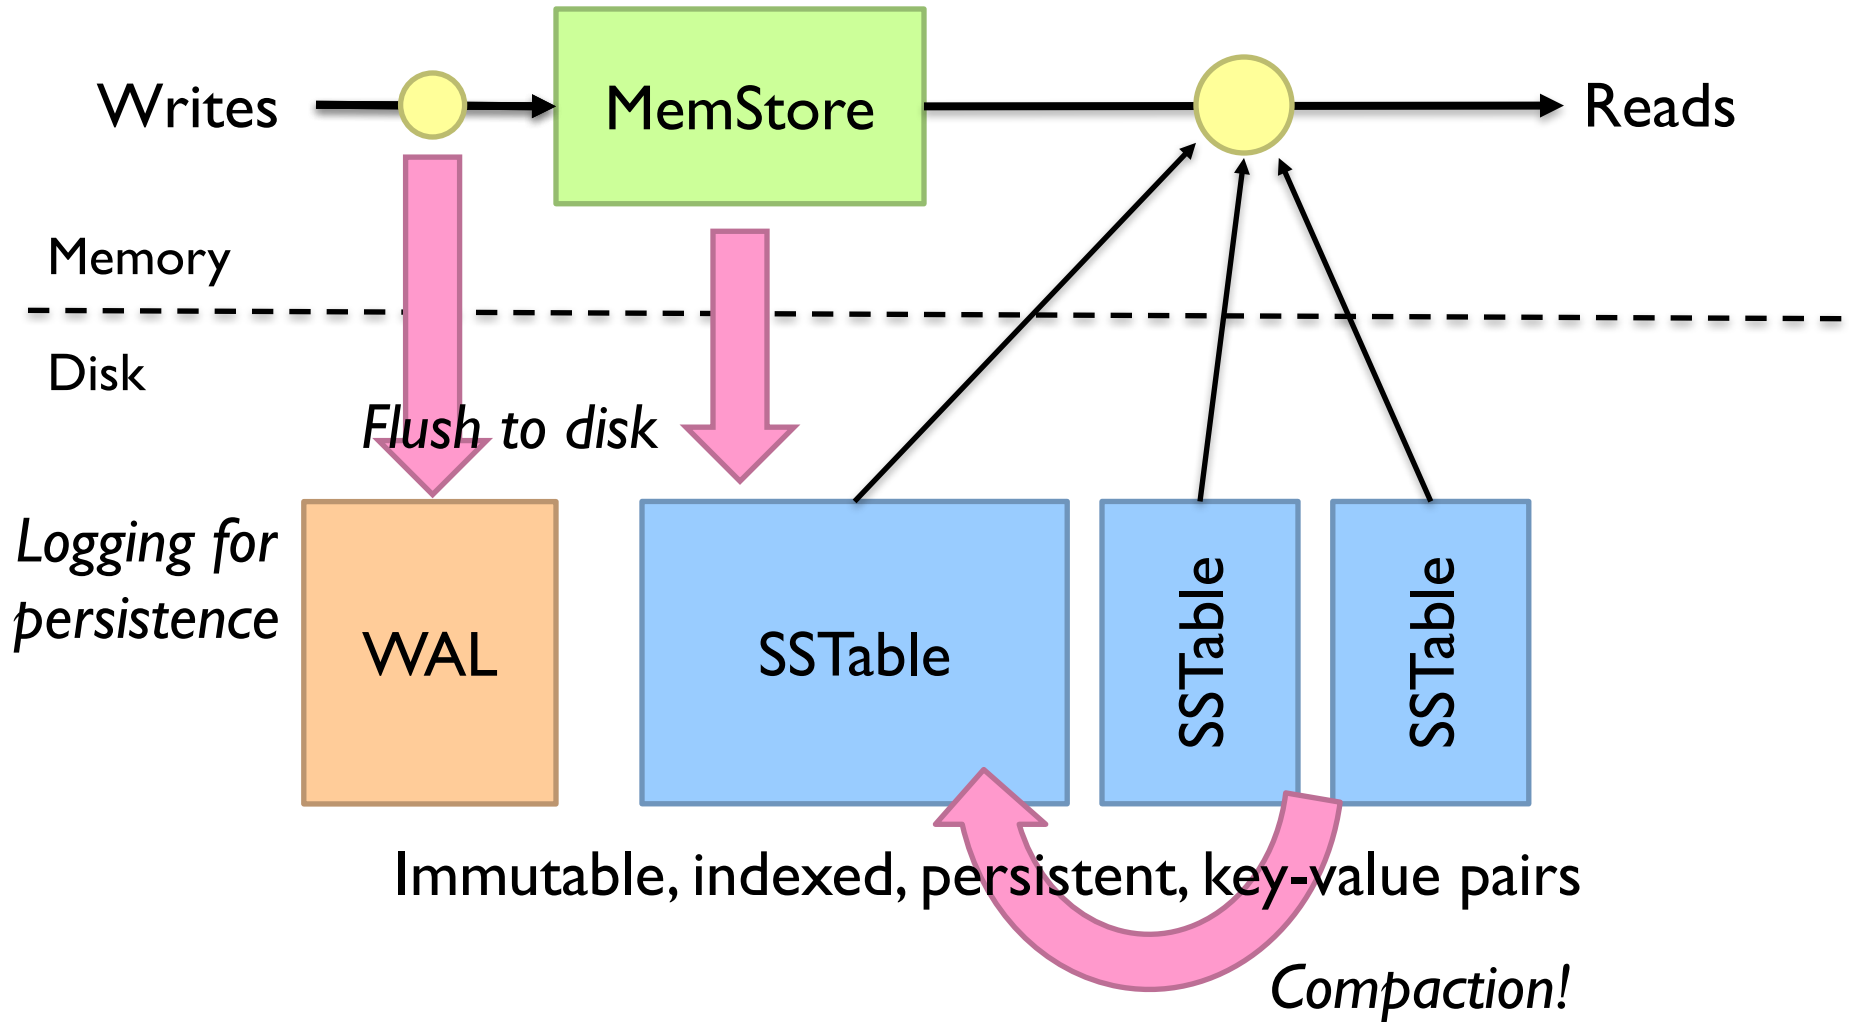 Writes
MemStore
Reads
Memory
Disk
Flush to disk
Logging for
persistence
WAL
SSTable
SSTable
SSTable
Immutable, indexed, persistent, key-value pairs
Compaction!